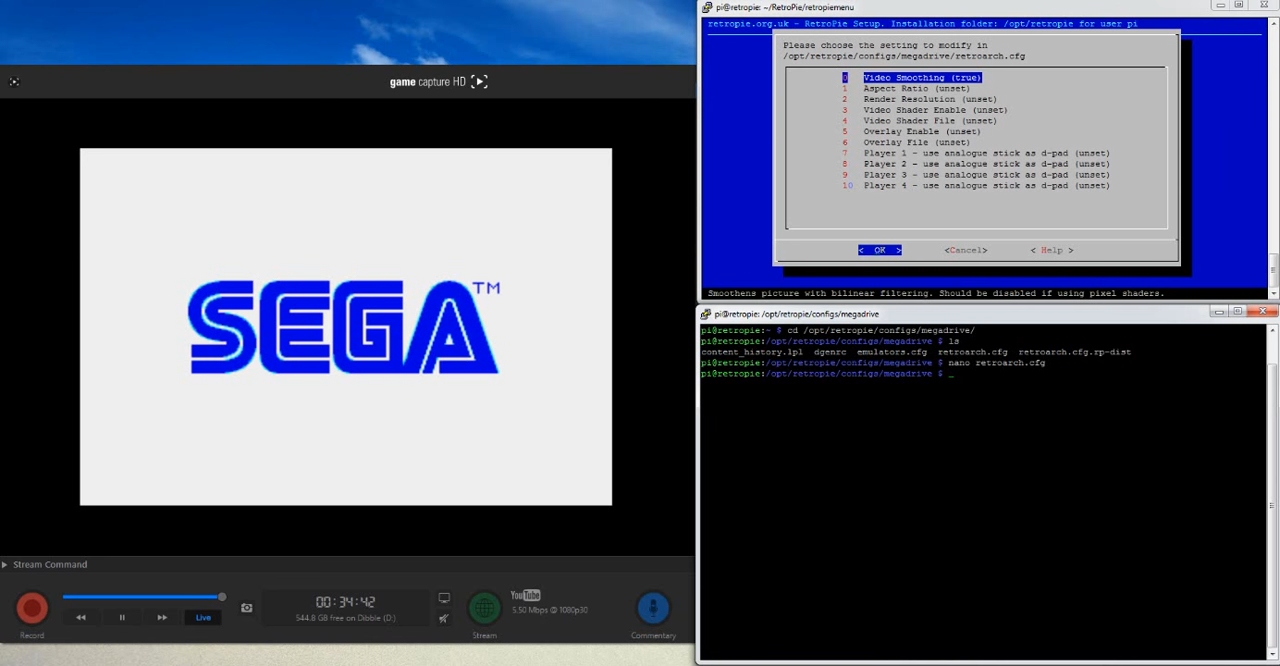 game capture HD
SEGA™
Stream Command
00:34:42
544.8 GB free on Dibble (D:)
Live
Record
YouTube
5.50 Mbps @ 1080p30
Stream
Commentary
pi@retropie: ~/RetroPie/retropiemenu
retropie.org.uk - RetroPie Setup. Installation folder: /opt/retropie for user pi
Please choose the setting to modify in
/opt/retropie/configs/megadrive/retroarch.cfg
0 Video Smoothing (true)
1 Aspect Ratio (unset)
2 Render Resolution (unset)
3 Video Shader Enable (unset)
4 Video Shader File (unset)
5 Overlay Enable (unset)
6 Overlay File (unset)
7 Player 1 - use analogue stick as d-pad (unset)
8 Player 2 - use analogue stick as d-pad (unset)
9 Player 3 - use analogue stick as d-pad (unset)
10 Player 4 - use analogue stick as d-pad (unset)
< OK > <Cancel> < Help >
Smoothens picture with bilinear filtering. Should be disabled if using pixel shaders.
pi@retropie: /opt/retropie/configs/megadrive
pi@retropie:~ $ cd /opt/retropie/configs/megadrive/
pi@retropie:/opt/retropie/configs/megadrive $ ls
content_history.lpl dgenrc emulators.cfg retroarch.cfg retroarch.cfg.rp-dist
pi@retropie:/opt/retropie/configs/megadrive $ nano retroarch.cfg
pi@retropie:/opt/retropie/configs/megadrive $ _